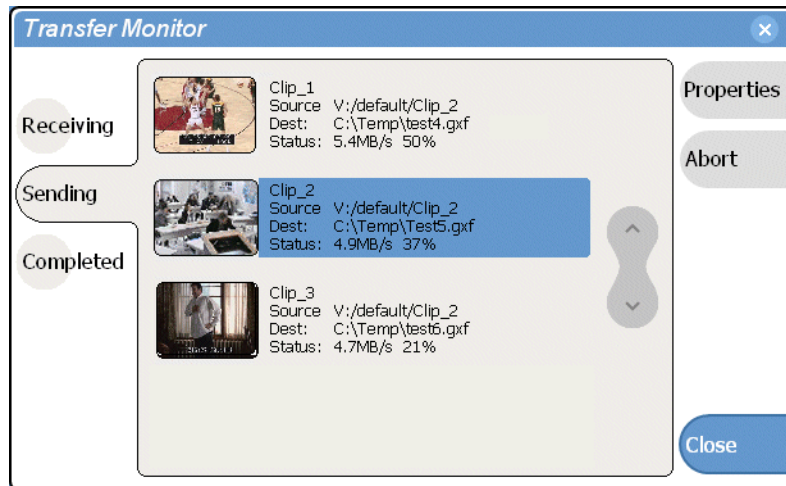 Transfer Monitor
Receiving
Sending
Completed
Clip_1
Source V:/default/Clip_2
Dest: C:\Temp\test4.gxf
Status: 5.4MB/s 50%
Clip_2
Source V:/default/Clip_2
Dest: C:\Temp\Test5.gxf
Status: 4.9MB/s 37%
Clip_3
Source V:/default/Clip_2
Dest: C:\Temp\test6.gxf
Status: 4.7MB/s 21%
Properties
Abort
Close